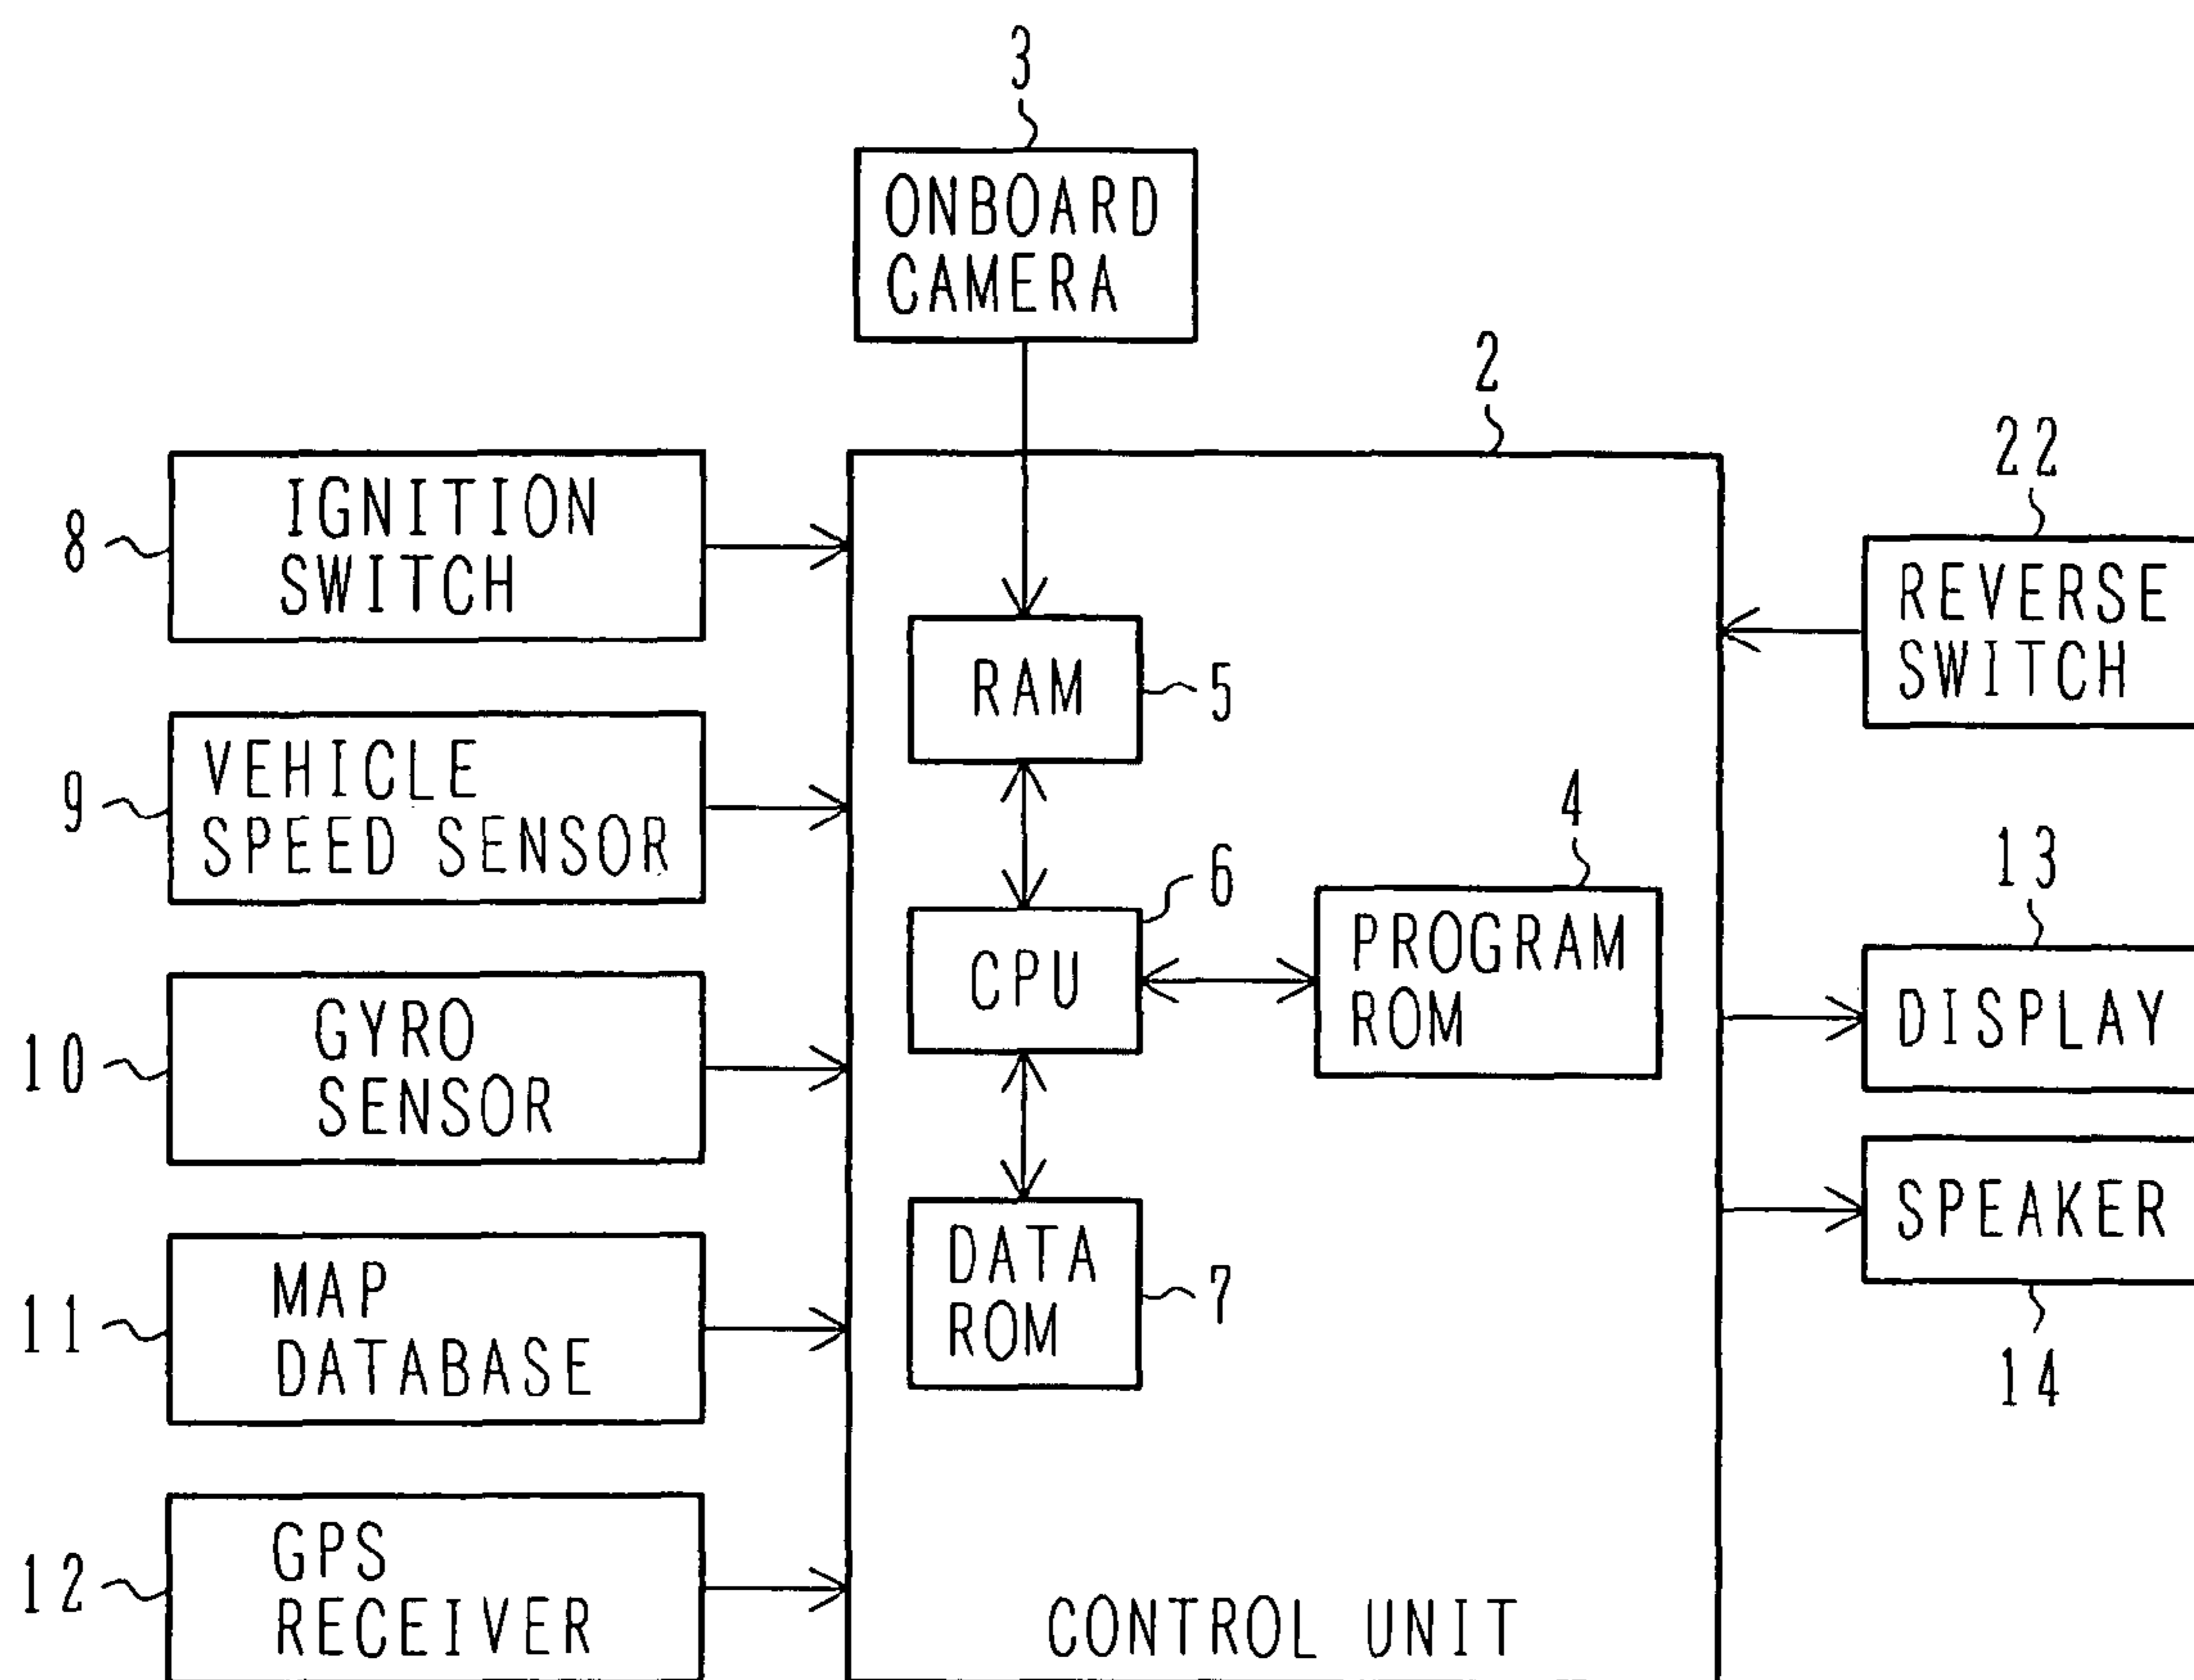 3
ONBOARD
CAMERA
2
22
8
IGNITION
SWITCH
REVERSE
SWITCH
RAM
5
9
VEHICLE
SPEED SENSOR
4
6
13
CPU
PROGRAM
ROM
10
GYRO
SENSOR
DISPLAY
SPEAKER
14
DATA
ROM
7
11
MAP
DATABASE
12
GPS
RECEIVER
CONTROL UNIT